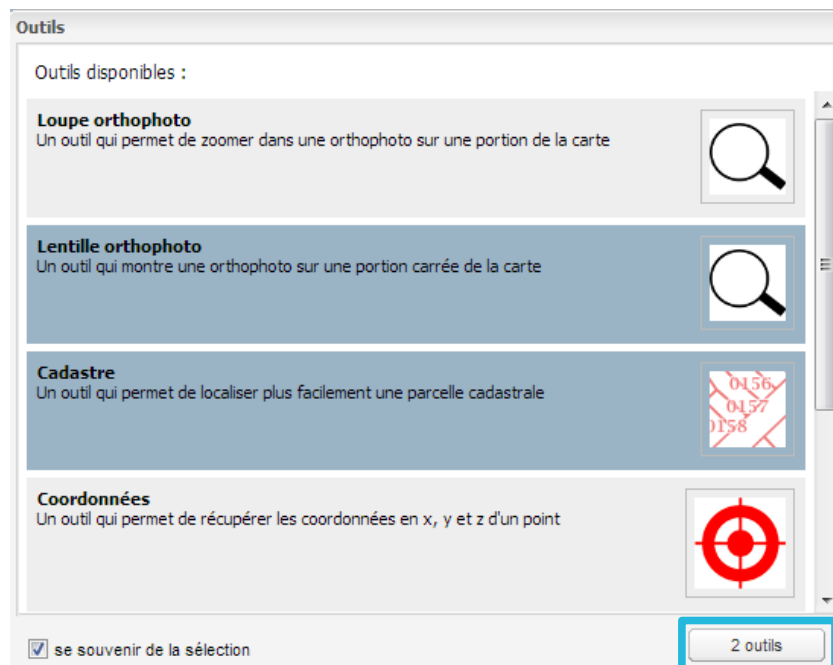 Outils
Outils disponibles :
Loupe orthophoto
Un outil qui permet de zoomer dans une orthophoto sur une portion de la carte
Lentille orthophoto
Un outil qui montre une orthophoto sur une portion carrée de la carte
Cadastre
Un outil qui permet de localiser plus facilement une parcelle cadastrale
0156
0157
0158
Coordonnées
Un outil qui permet de récupérer les coordonnées en x, y et z d'un point
se souvenir de la sélection
2 outils